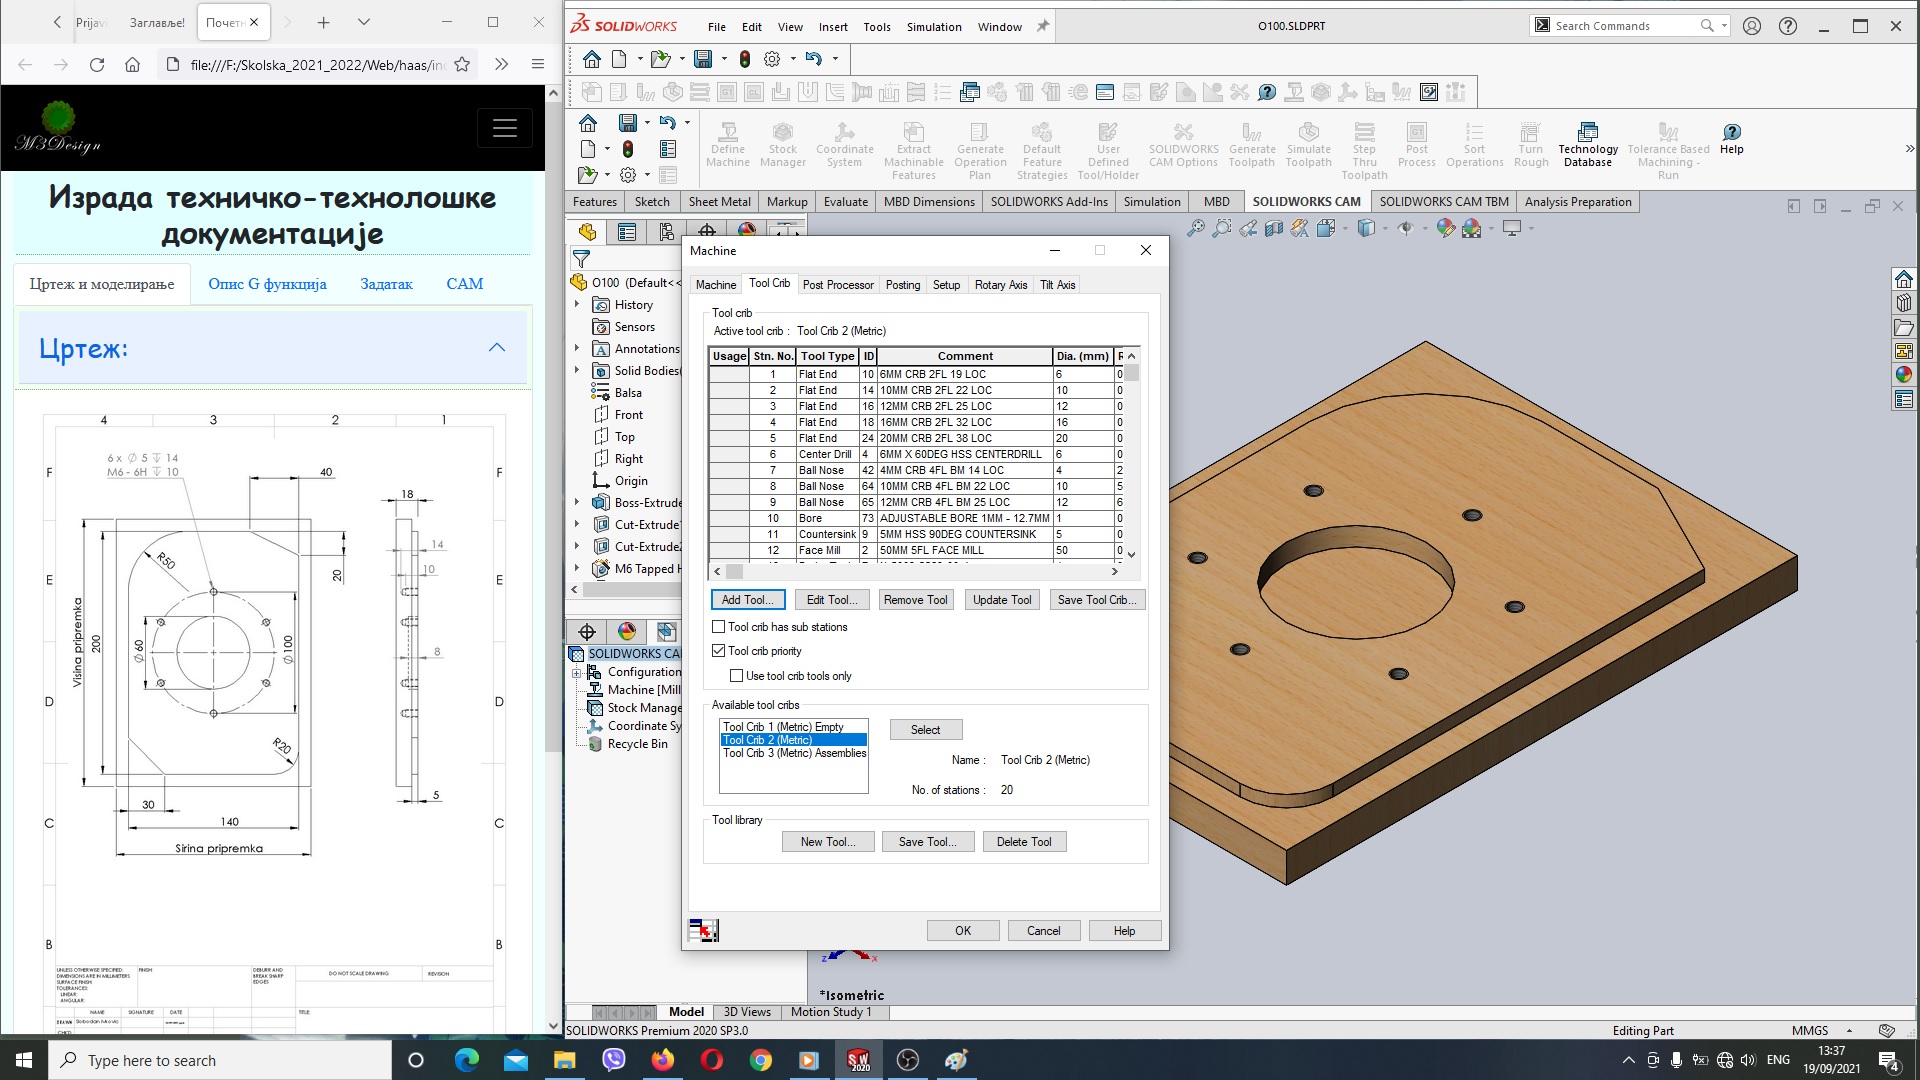 Prijavi
Заглавље!
Почетн
file:///F:/Skolska_2021_2022/Web/haas/in
M3Design
Израда техничко-технолошке
документације
Цртеж и моделирање
Опис G функција
Задатак
CAM
Цртеж:
4 3 2 1
6 x ∅ 5 ↧ 14
M6 - 6H ↧ 10
40
18
F F
R50
14
10
20
E E
Visina pripremka
200
∅60
∅100
8
D D
R20
30
5
140
C C
Sirina pripremka
B B
UNLESS OTHERWISE SPECIFIED:
DIMENSIONS ARE IN MILLIMETERS
SURFACE FINISH:
TOLERANCES:
LINEAR:
ANGULAR:
FINISH
DEBURR AND
BREAK SHARP
EDGES
DO NOT SCALE DRAWING
REVISION
NAME
SIGNATURE
DATE
TITLE:
DRAWN
CHK'D
SOLIDWORKS
File Edit View Insert Tools Simulation Window
O100.SLDPRT
Search Commands
Define
Machine
Stock
Manager
Coordinate
System
Extract
Machinable
Features
Generate
Operation
Plan
Default
Feature
Strategies
User
Defined
Tool/Holder
SOLIDWORKS
CAM Options
Generate
Toolpath
Simulate
Toolpath
Step
Thru
Toolpath
Post
Process
Sort
Operations
Turn
Rough
Technology
Database
Tolerance Based
Machining -
Run
Help
Features Sketch Sheet Metal Markup Evaluate MBD Dimensions SOLIDWORKS Add-Ins Simulation MBD SOLIDWORKS CAM SOLIDWORKS CAM TBM Analysis Preparation
O100 (Default<<
History
Sensors
Annotations
Solid Bodies(
Balsa
Front
Top
Right
Origin
Boss-Extrude
Cut-Extrude
Cut-Extrude2
M6 Tapped H
SOLIDWORKS CA
Configuration
Machine [Mill
Stock Manage
Coordinate Sy
Recycle Bin
Machine
Machine Tool Crib Post Processor Posting Setup Rotary Axis Tilt Axis
Tool crib
Active tool crib : Tool Crib 2 (Metric)
Usage Stn. No. Tool Type ID Comment Dia. (mm) R
1 Flat End 10 6MM CRB 2FL 19 LOC 6 0
2 Flat End 14 10MM CRB 2FL 22 LOC 10 0
3 Flat End 16 12MM CRB 2FL 25 LOC 12 0
4 Flat End 18 16MM CRB 2FL 32 LOC 16 0
5 Flat End 24 20MM CRB 2FL 38 LOC 20 0
6 Center Drill 4 6MM X 60DEG HSS CENTERDRILL 6 0
7 Ball Nose 42 4MM CRB 4FL BM 14 LOC 4 2
8 Ball Nose 64 10MM CRB 4FL BM 22 LOC 10 5
9 Ball Nose 65 12MM CRB 4FL BM 25 LOC 12 6
10 Bore 73 ADJUSTABLE BORE 1MM - 12.7MM 1 0
11 Countersink 9 5MM HSS 90DEG COUNTERSINK 5 0
12 Face Mill 2 50MM 5FL FACE MILL 50 0
Add Tool... Edit Tool... Remove Tool Update Tool Save Tool Crib...
Tool crib has sub stations
Tool crib priority
Use tool crib tools only
Available tool cribs
Tool Crib 1 (Metric) Empty
Tool Crib 2 (Metric)
Tool Crib 3 (Metric) Assemblies
Select
Name : Tool Crib 2 (Metric)
No. of stations : 20
Tool library
New Tool... Save Tool... Delete Tool
OK Cancel Help
Z X
*Isometric
Model 3D Views Motion Study 1
SOLIDWORKS Premium 2020 SP3.0
Editing Part
MMGS
Type here to search
ENG
13:37
19/09/2021
4